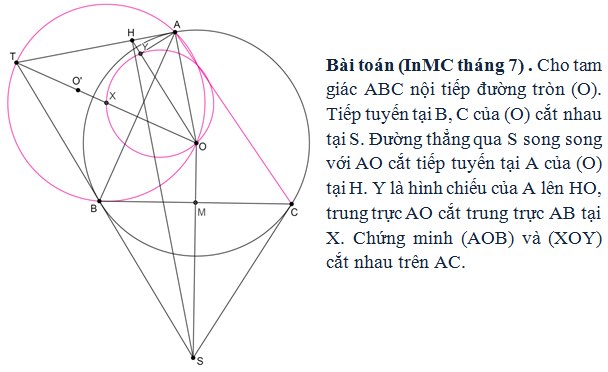 A
H
Y
T
O'
X
O
B
M
C
S
Bài toán (InMC tháng 7) . Cho tam
giác ABC nội tiếp đường tròn (O).
Tiếp tuyến tại B, C của (O) cắt nhau
tại S. Đường thẳng qua S song song
với AO cắt tiếp tuyến tại A của (O)
tại H. Y là hình chiếu của A lên HO,
trung trực AO cắt trung trực AB tại
X. Chứng minh (AOB) và (XOY)
cắt nhau trên AC.